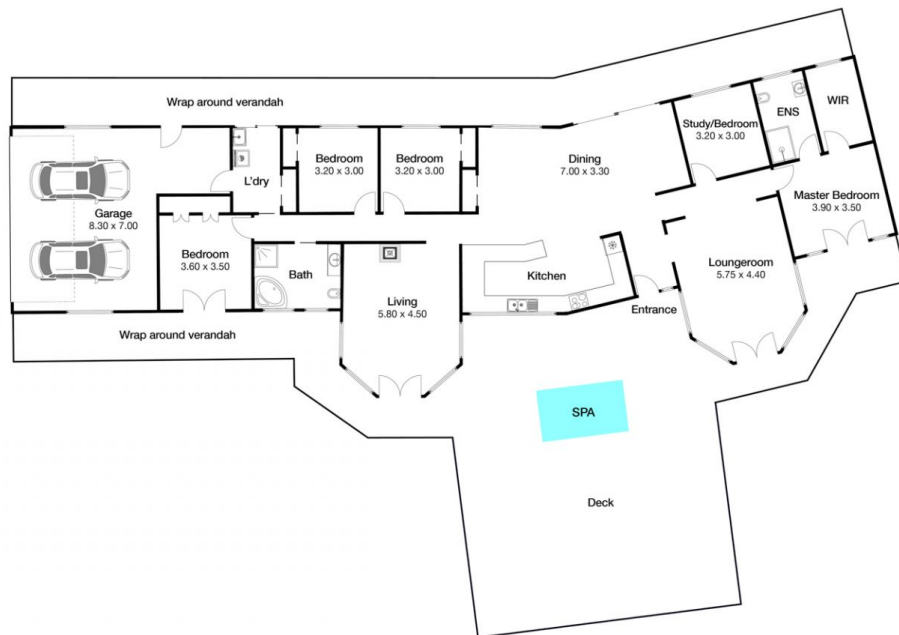 Wrap around verandah
Garage
8.30 x 7.00
L'dry
Bedroom
3.20 x 3.00
Bedroom
3.20 x 3.00
Dining
7.00 x 3.30
Study/Bedroom
3.20 x 3.00
ENS
WIR
Master Bedroom
3.90 x 3.50
Bedroom
3.60 x 3.50
Bath
Living
5.80 x 4.50
Kitchen
Entrance
Loungeroom
5.75 x 4.40
Wrap around verandah
SPA
Deck